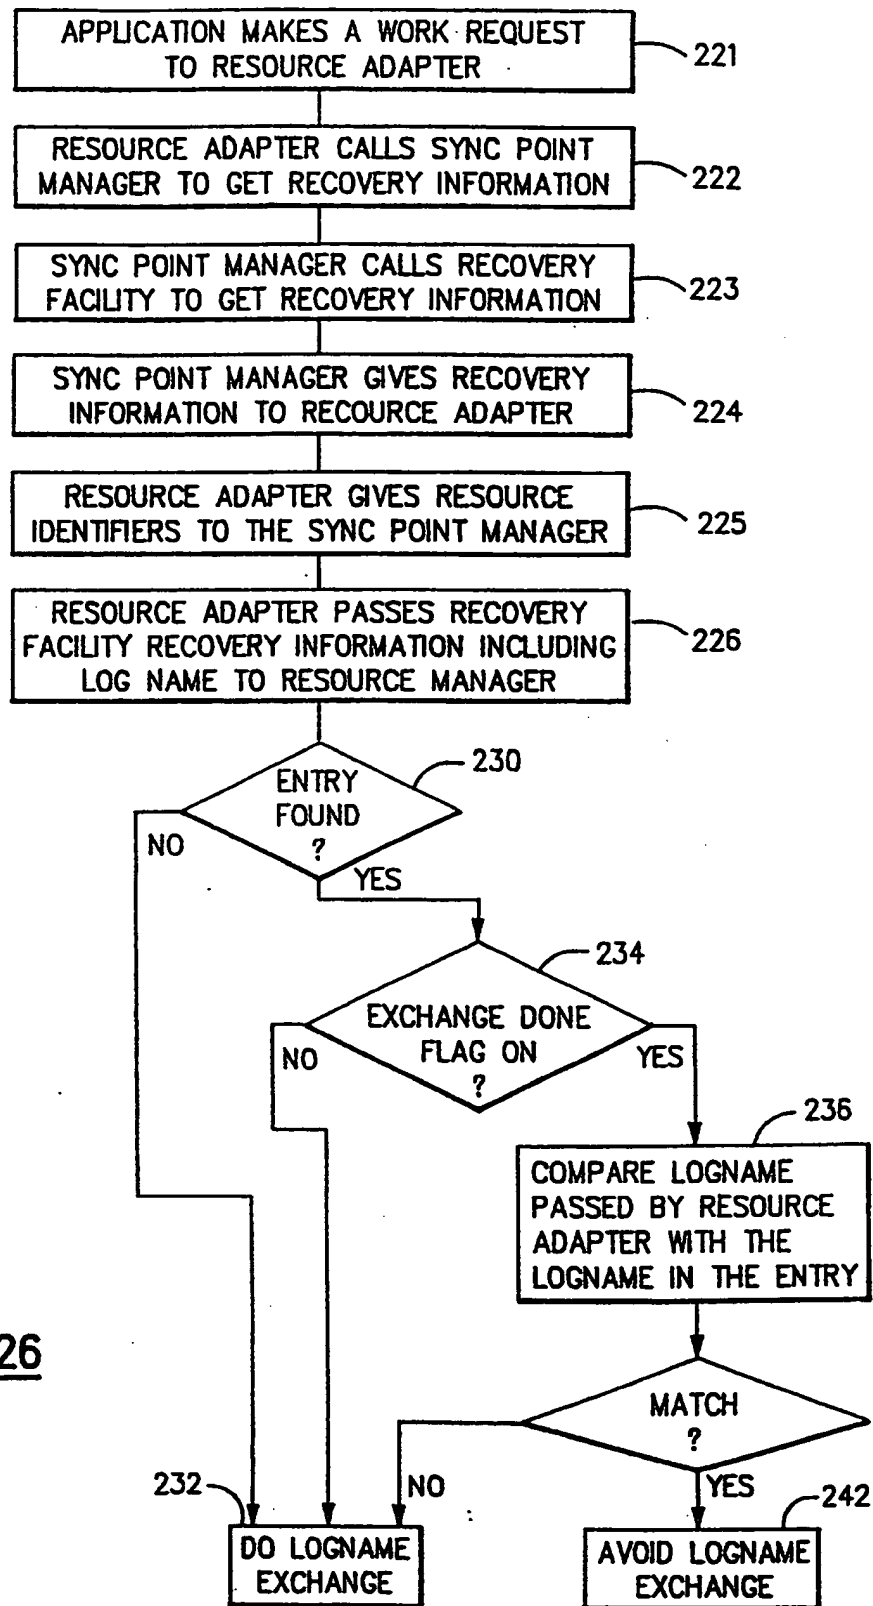 APPLICATION MAKES A WORK REQUEST
TO RESOURCE ADAPTER
221
RESOURCE ADAPTER CALLS SYNC POINT
MANAGER TO GET RECOVERY INFORMATION
222
SYNC POINT MANAGER CALLS RECOVERY
FACILITY TO GET RECOVERY INFORMATION
223
SYNC POINT MANAGER GIVES RECOVERY
INFORMATION TO RECOURCE ADAPTER
224
RESOURCE ADAPTER GIVES RESOURCE
IDENTIFIERS TO THE SYNC POINT MANAGER
225
RESOURCE ADAPTER PASSES RECOVERY
FACILITY RECOVERY INFORMATION INCLUDING
LOG NAME TO RESOURCE MANAGER
226
230
ENTRY
FOUND
?
NO
YES
234
EXCHANGE DONE
FLAG ON
?
NO
YES
236
COMPARE LOGNAME
PASSED BY RESOURCE
ADAPTER WITH THE
LOGNAME IN THE ENTRY
26
MATCH
?
NO
YES
232
242
DO LOGNAME
EXCHANGE
AVOID LOGNAME
EXCHANGE